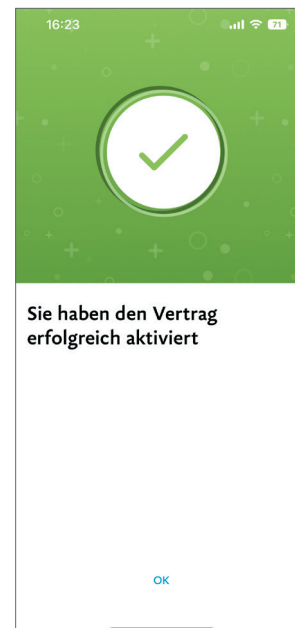 16:23
71
Sie haben den Vertrag
erfolgreich aktiviert
OK